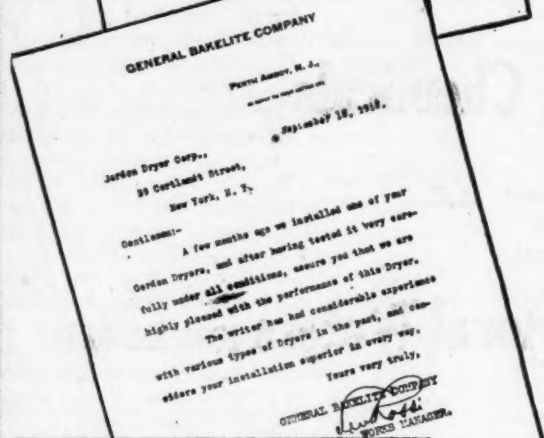 Chemicals
GENERAL BAKELITE COMPANY
PERTH AMBOY, N. J.,
September 18, 1918.
Gordon Dryer Corp.,
39 Cortlandt Street,
New York, N. Y.
Gentlemen:-
A few months ago we installed one of your
Gordon Dryers, and after having tested it very care-
fully under all conditions, assure you that we are
highly pleased with the performance of this Dryer.
The writer has had considerable experience
with various types of Dryers in the past and con-
siders your installation superior in every way.
Yours very truly,
GENERAL BAKELITE COMPANY
Rossi
WORKS MANAGER.